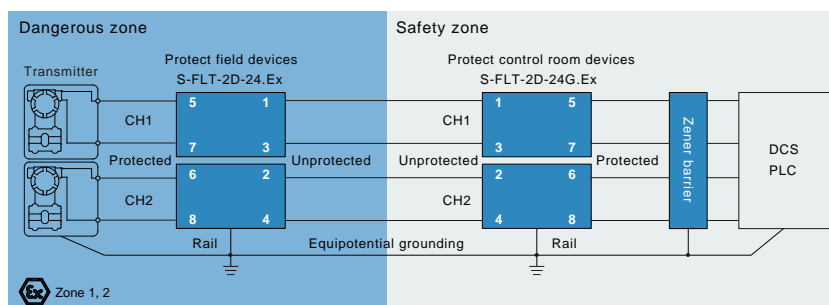 Dangerous zone
Safety zone
Protect field devices
S-FLT-2D-24.Ex
Protect control room devices
S-FLT-2D-24G.Ex
Transmitter
5 1
CH1
7 3
1 5
CH1
3 7
Zener barrier
DCS
PLC
Protected
Unprotected
Unprotected
Protected
6 2
CH2
8 4
2 6
CH2
4 8
Rail
Equipotential grounding
Rail
Ex
Zone 1, 2